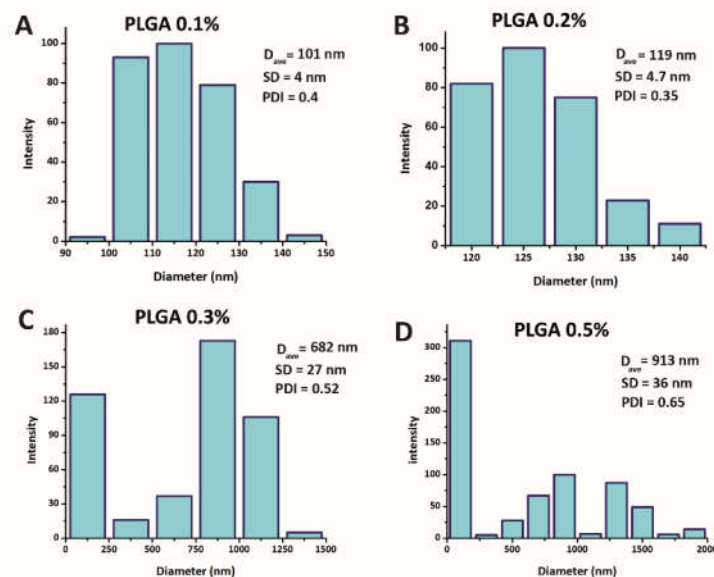 A
PLGA 0.1%
D_ave = 101 nm
SD = 4 nm
PDI = 0.4
100
80
60
40
20
0
Intensity
90 100 110 120 130 140 150
Diameter (nm)
B
PLGA 0.2%
D_ave = 119 nm
SD = 4.7 nm
PDI = 0.35
100
80
60
40
20
0
Intensity
120 125 130 135 140
Diameter (nm)
C
PLGA 0.3%
D_ave = 682 nm
SD = 27 nm
PDI = 0.52
180
150
120
90
60
30
0
Intensity
0 250 500 750 1000 1250 1500
Diameter (nm)
D
PLGA 0.5%
D_ave = 913 nm
SD = 36 nm
PDI = 0.65
300
250
200
150
100
50
0
intensity
0 500 1000 1500 2000
Diameter (nm)